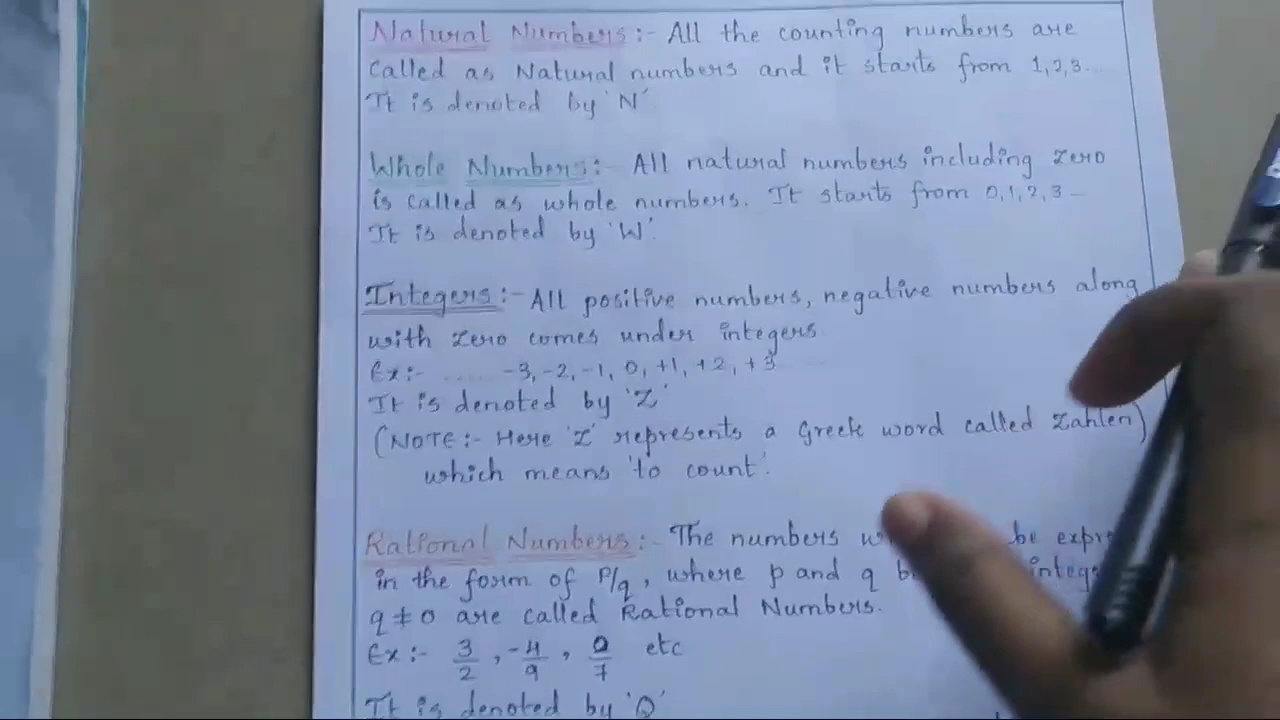 Natural Numbers:- All the counting numbers are
called as Natural numbers and it starts from 1,2,3....
It is denoted by 'N'
Whole Numbers:- All natural numbers including zero
is called as whole numbers. It starts from 0,1,2,3 --
It is denoted by 'W'.
Integers:- All positive numbers, negative numbers along
with zero comes under integers.
Ex:- ..... -3, -2, -1, 0, +1, +2, +3 .....
It is denoted by 'Z'
(NOTE:- Here 'Z' represents a Greek word called Zahlen)
which means 'to count'.
Rational Numbers:- The numbers be
in the form of P/q, where p and q
q ≠ 0 are called Rational Numbers.
Ex:- 3/2, -4/9, 0/7 etc
It is denoted by 'Q'